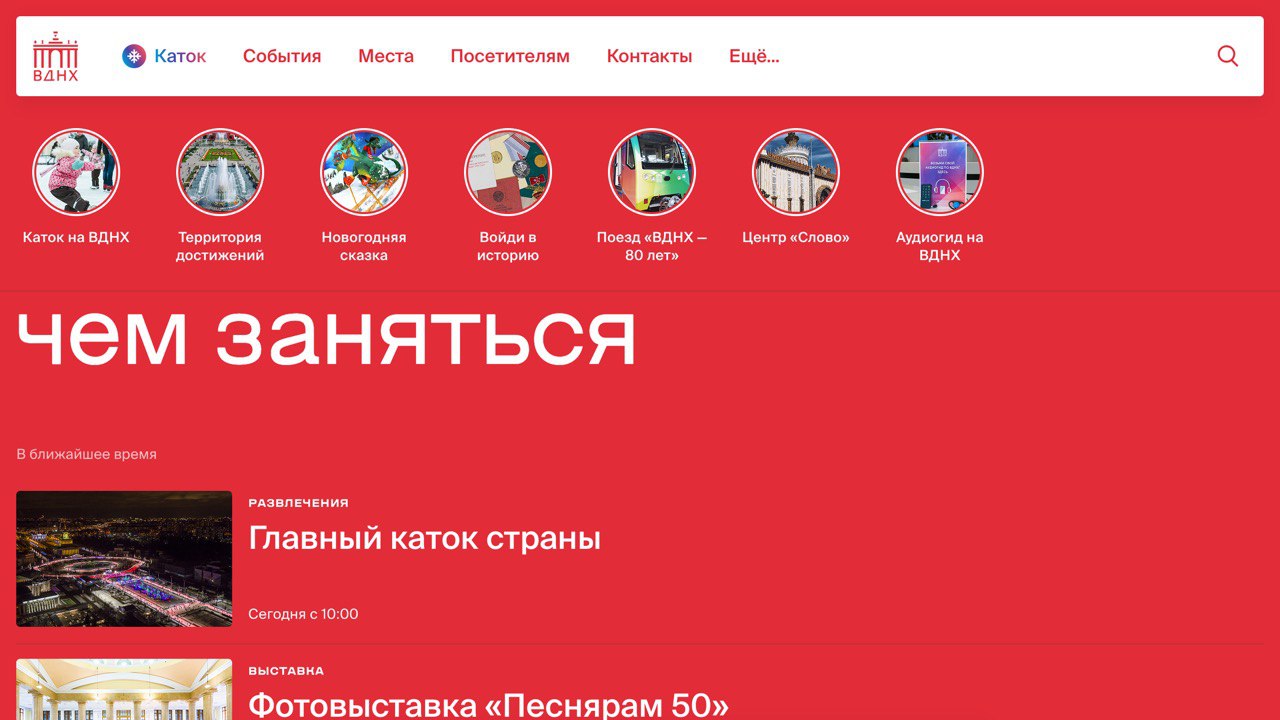 ВДНХ
Каток
События
Места
Посетителям
Контакты
Ещё...
Каток на ВДНХ
Территория
достижений
Новогодняя
сказка
Войди в
историю
Поезд «ВДНХ —
80 лет»
Центр «Слово»
Аудиогид на
ВДНХ
чем заняться
В ближайшее время
РАЗВЛЕЧЕНИЯ
Главный каток страны
Сегодня с 10:00
ВЫСТАВКА
Фотовыставка «Песнярам 50»